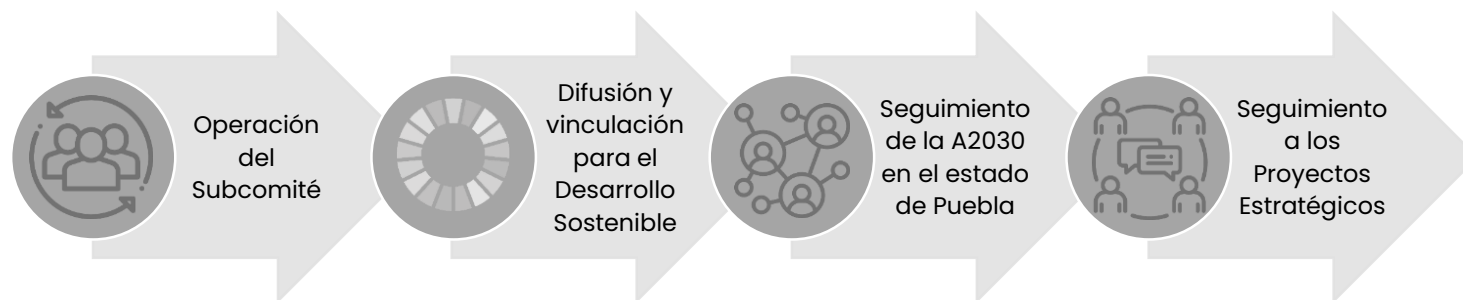 Operación
del
Subcomité
Difusión y
vinculación
para el
Desarrollo
Sostenible
Seguimiento
de la A2030
en el estado
de Puebla
Seguimiento
a los
Proyectos
Estratégicos